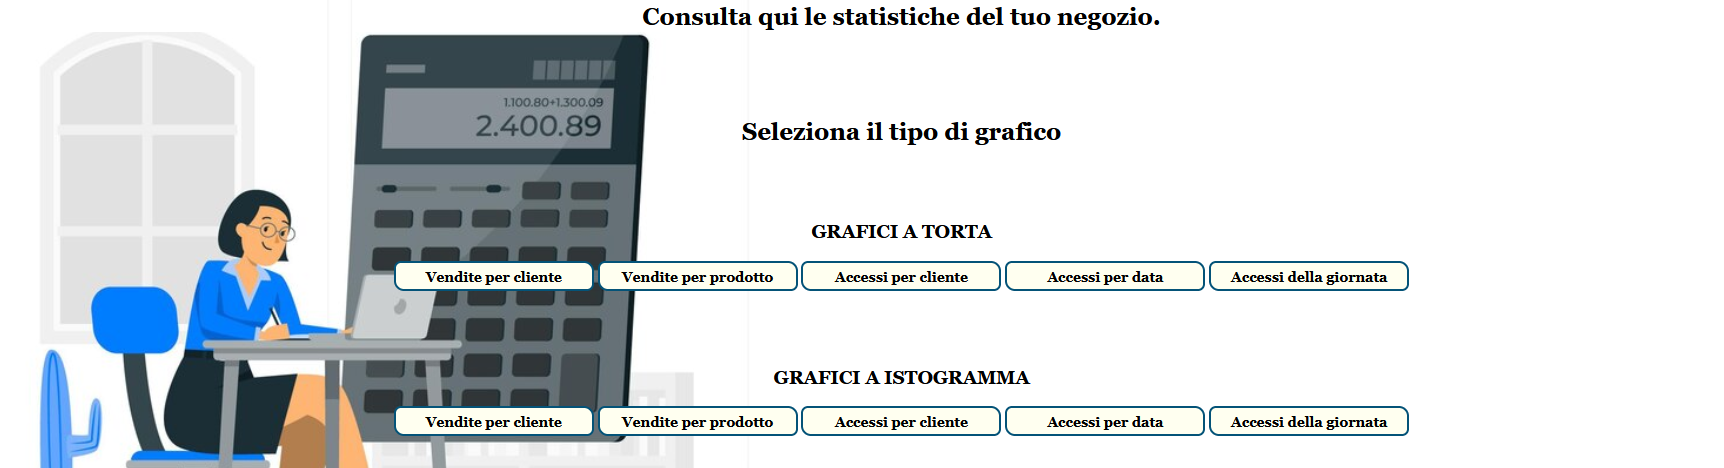 Consulta qui le statistiche del tuo negozio.
1.100.80+1.300.09
2.400.89
Seleziona il tipo di grafico
GRAFICI A TORTA
Vendite per cliente Vendite per prodotto Accessi per cliente Accessi per data Accessi della giornata
GRAFICI A ISTOGRAMMA
Vendite per cliente Vendite per prodotto Accessi per cliente Accessi per data Accessi della giornata